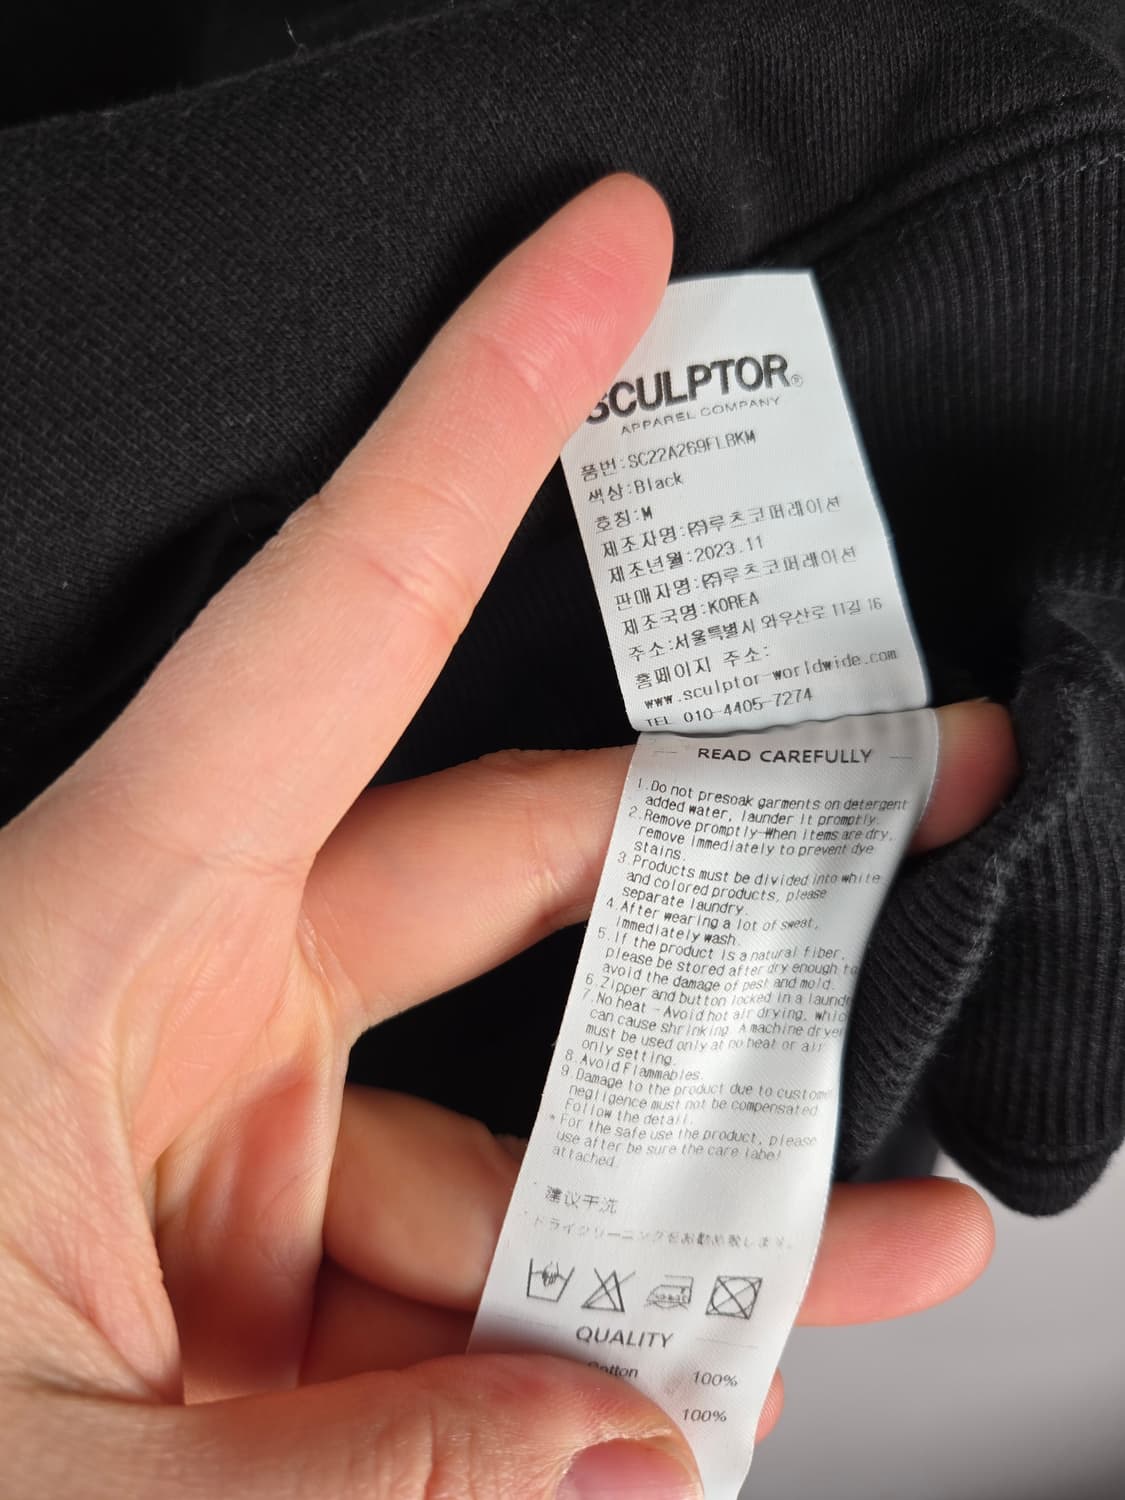 SCULPTOR®
APPAREL COMPANY
품번:SC22A269FLBKM
색상:Black
호칭:M
제조자명:㈜루츠코퍼레이션
제조년월:2023.11
판매자명:㈜루츠코퍼레이션
제조국명:KOREA
주소:서울특별시 와우산로 11길 16
홈페이지 주소:
www.sculptor-worldwide.com
TEL 010-4405-7274
READ CAREFULLY
1.Do not presoak garments on detergent
added water, launder it promptly.
2.Remove promptly When items are dry,
remove immediately to prevent dye
stains.
3.Products must be divided into white
and colored products, please
separate laundry.
4.After wearing a lot of sweat,
immediately wash.
5.If the product is a natural fiber,
please be stored after dry enough to
avoid the damage of pest and mold.
6.Zipper and button locked in a laund
7.No heat - Avoid hot air drying, whic
can cause shrinking. A machine dryer
must be used only at no heat or air
only setting.
8.Avoid Flammables.
9.Damage to the product due to custom
negligence must not be compensated.
Follow the detail.
* For the safe use the product, please
use after be sure the care label
attached.
* 建议干洗
* ドライクリーニングをお勧め致します。
QUALITY
Cotton 100%
100%